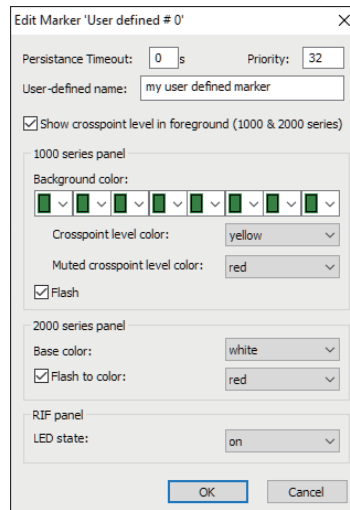 Edit Marker 'User defined # 0'
Persistance Timeout: 0 s Priority: 32
User-defined name: my user defined marker
Show crosspoint level in foreground (1000 & 2000 series)
1000 series panel
Background color:
Crosspoint level color: yellow
Muted crosspoint level color: red
Flash
2000 series panel
Base color: white
Flash to color: red
RIF panel
LED state: on
OK Cancel